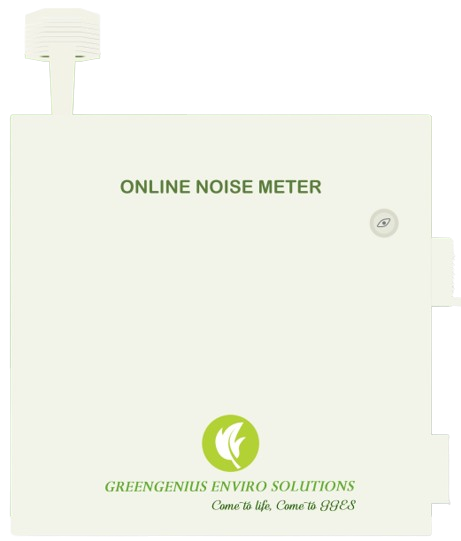 ONLINE NOISE METER
GREENGENIUS ENVIRO SOLUTIONS
Come to life, Come to GGES